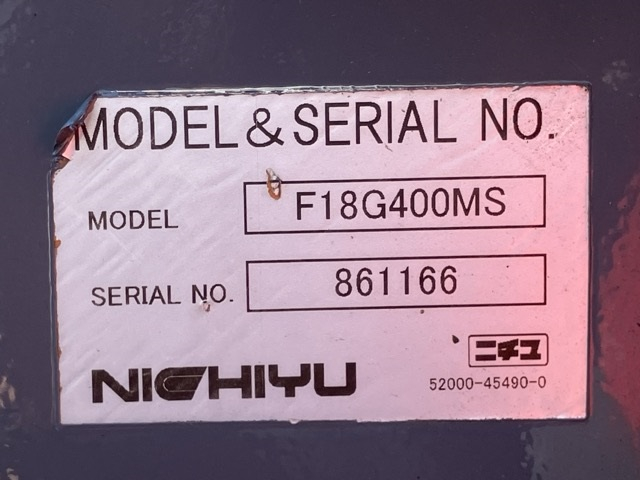 MODEL & SERIAL NO.
MODEL F18G400MS
SERIAL NO. 861166
ニチユ
NICHIYU 52000-45490-0